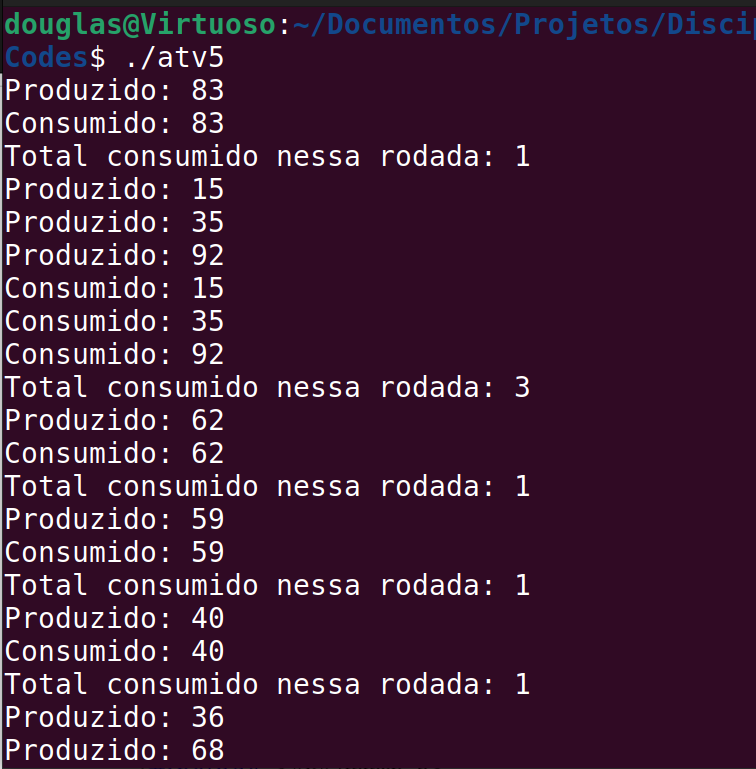 douglas@Virtuoso:~/Documentos/Projetos/Discip
Codes$ ./atv5
Produzido: 83
Consumido: 83
Total consumido nessa rodada: 1
Produzido: 15
Produzido: 35
Produzido: 92
Consumido: 15
Consumido: 35
Consumido: 92
Total consumido nessa rodada: 3
Produzido: 62
Consumido: 62
Total consumido nessa rodada: 1
Produzido: 59
Consumido: 59
Total consumido nessa rodada: 1
Produzido: 40
Consumido: 40
Total consumido nessa rodada: 1
Produzido: 36
Produzido: 68